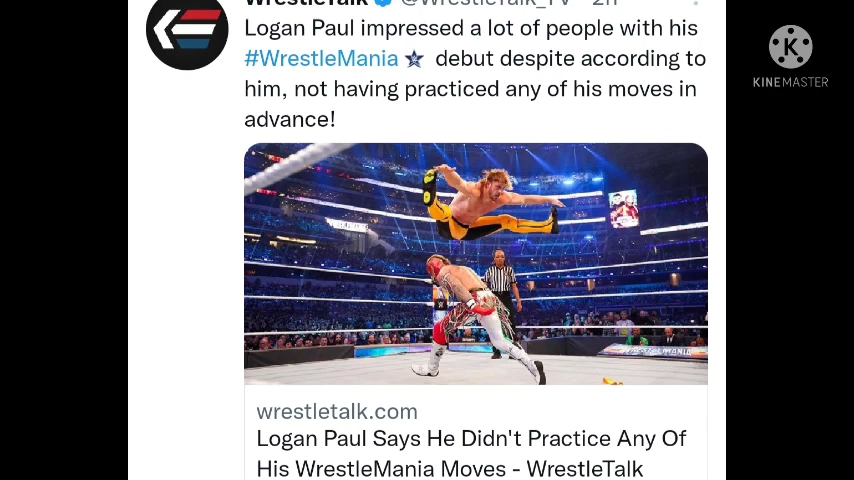 WrestleTalk @WrestleTalk_TV · 2h
Logan Paul impressed a lot of people with his
#WrestleMania debut despite according to
him, not having practiced any of his moves in
advance!
wrestletalk.com
Logan Paul Says He Didn't Practice Any Of
His WrestleMania Moves - WrestleTalk
K
KINEMASTER